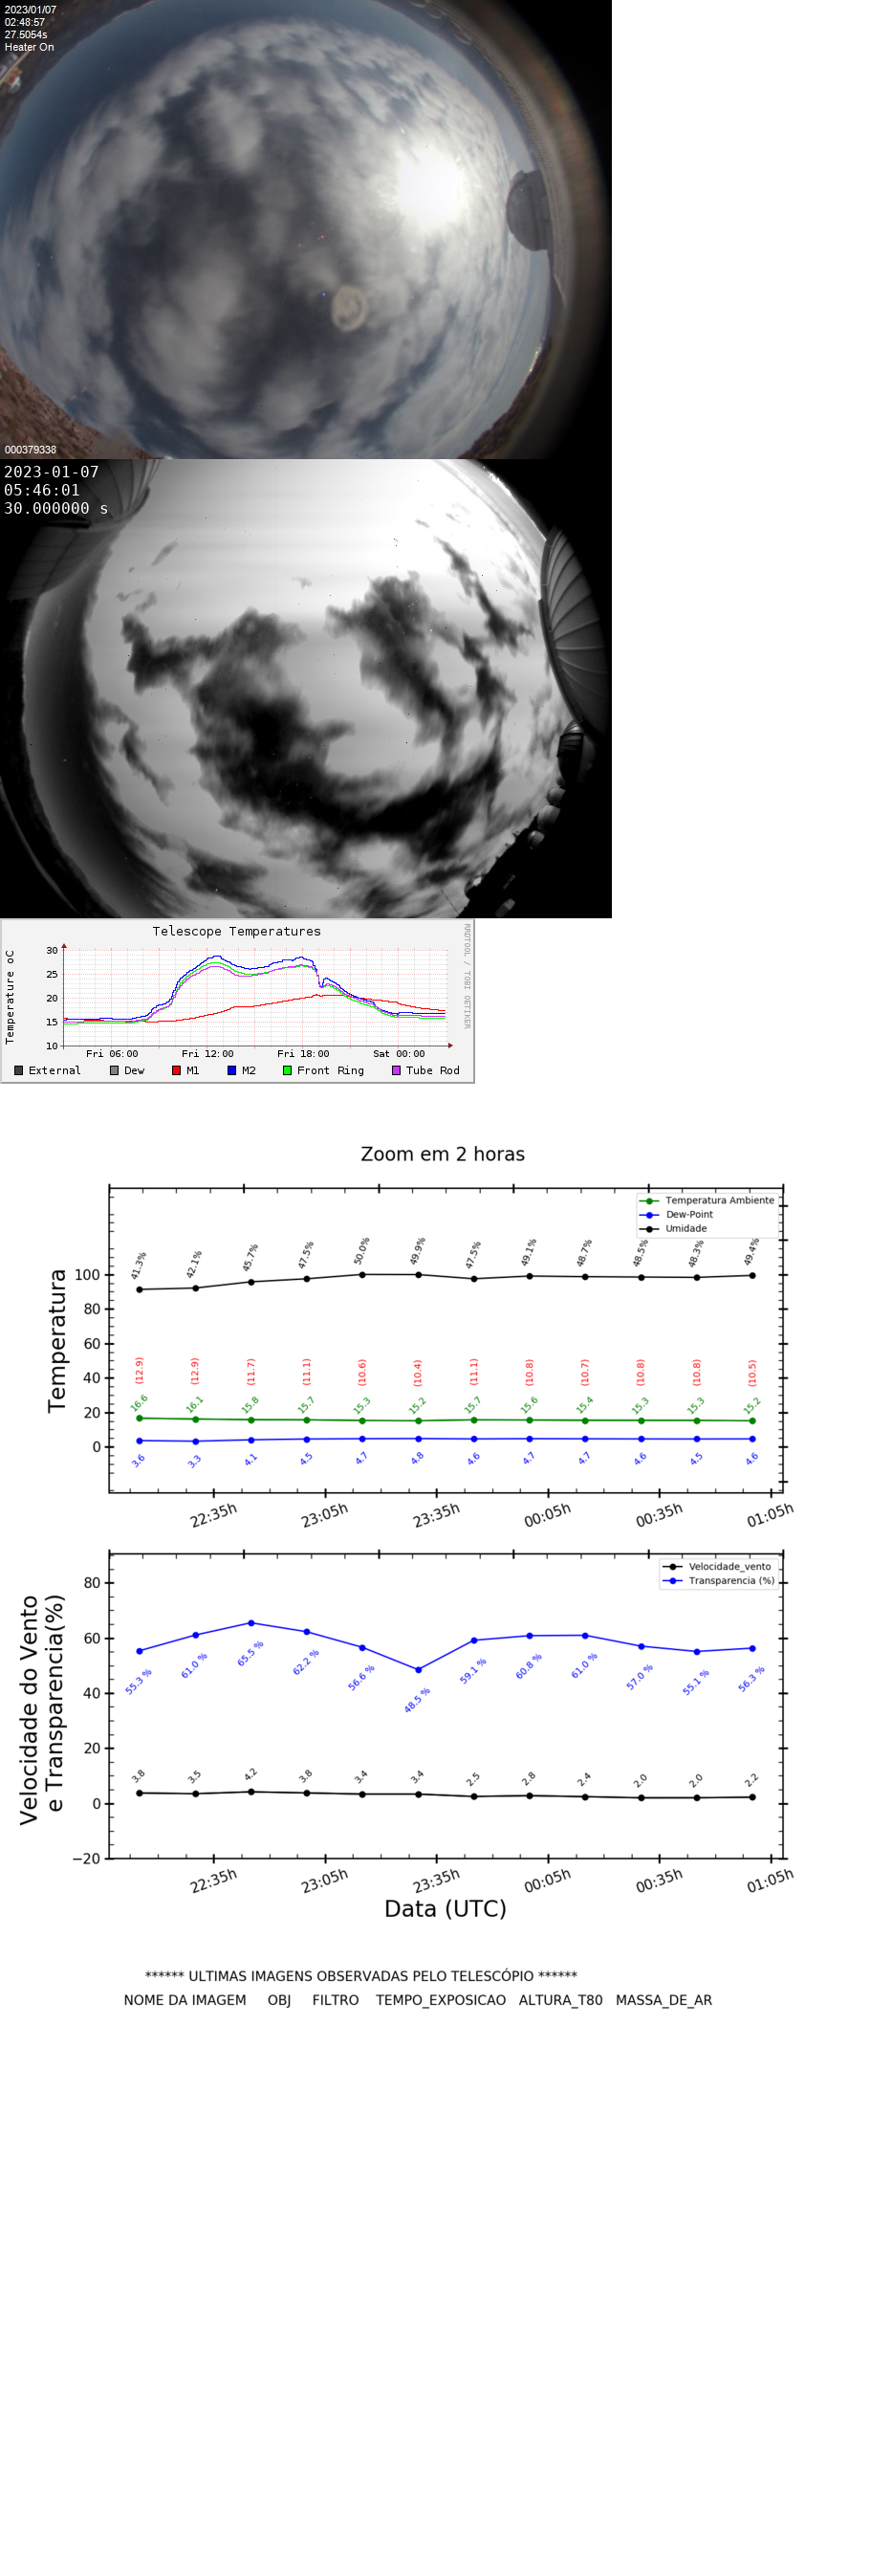 2023/01/07
02:48:57
27.5054s
Heater On
000379338
2023-01-07
05:46:01
30.000000 s
Telescope Temperatures
RRDTOOL / TOBI OETIKER
Temperature oC
30
25
20
15
10
Fri 06:00 Fri 12:00 Fri 18:00 Sat 00:00
External Dew M1 M2 Front Ring Tube Rod
Zoom em 2 horas
Temperatura Ambiente
Dew-Point
Umidade
Temperatura
100
80
60
40
20
0
41.3% 42.1% 45.7% 47.5% 50.0% 49.9% 47.5% 49.1% 48.7% 48.5% 48.3% 49.4%
(12.9) (12.9) (11.7) (11.1) (10.6) (10.4) (11.1) (10.8) (10.7) (10.8) (10.8) (10.5)
16.6 16.1 15.8 15.7 15.3 15.2 15.7 15.6 15.4 15.3 15.3 15.2
3.6 3.3 4.1 4.5 4.7 4.8 4.6 4.7 4.7 4.6 4.5 4.6
22:35h 23:05h 23:35h 00:05h 00:35h 01:05h
Velocidade_vento
Transparencia (%)
Velocidade do Vento
e Transparencia(%)
80
60
40
20
0
−20
55.3 % 61.0 % 65.5 % 62.2 % 56.6 % 48.5 % 59.1 % 60.8 % 61.0 % 57.0 % 55.1 % 56.3 %
3.8 3.5 4.2 3.8 3.4 3.4 2.5 2.8 2.4 2.0 2.0 2.2
22:35h 23:05h 23:35h 00:05h 00:35h 01:05h
Data (UTC)
****** ULTIMAS IMAGENS OBSERVADAS PELO TELESCÓPIO ******
NOME DA IMAGEM OBJ FILTRO TEMPO_EXPOSICAO ALTURA_T80 MASSA_DE_AR